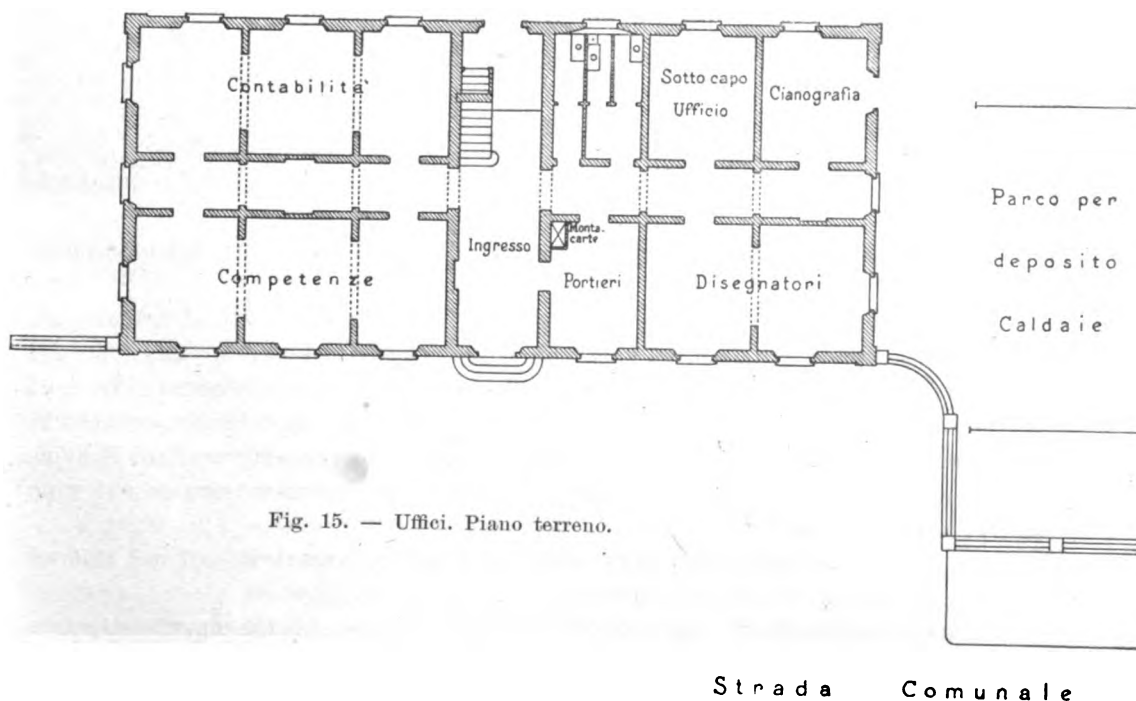 Contabilità
Sotto capo
Ufficio
Cianografia
Parco per
deposito
Caldaie
Ingresso
Monta.
carte
Competenze
Portieri
Disegnatori
Fig. 15. — Uffici. Piano terreno.
Strada Comunale